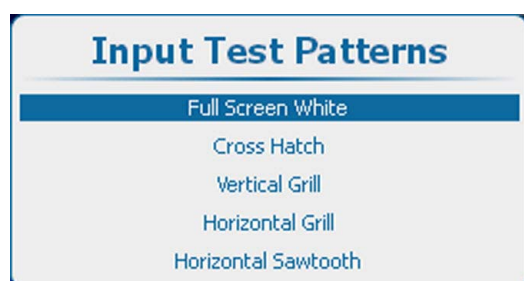 Input Test Patterns
Full Screen White
Cross Hatch
Vertical Grill
Horizontal Grill
Horizontal Sawtooth